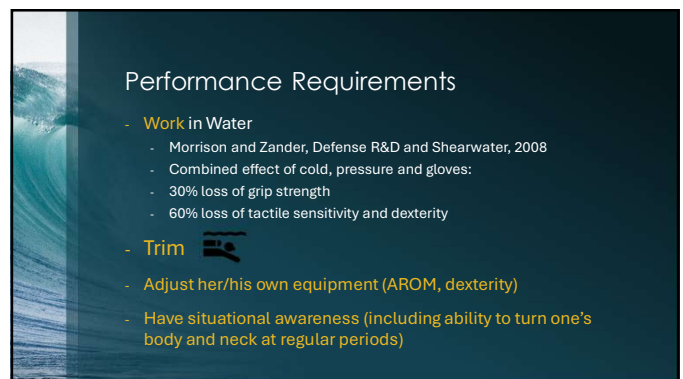 Performance Requirements
- Work in Water
- Morrison and Zander, Defense R&D and Shearwater, 2008
- Combined effect of cold, pressure and gloves:
- 30% loss of grip strength
- 60% loss of tactile sensitivity and dexterity
- Trim
- Adjust her/his own equipment (AROM, dexterity)
- Have situational awareness (including ability to turn one’s
body and neck at regular periods)